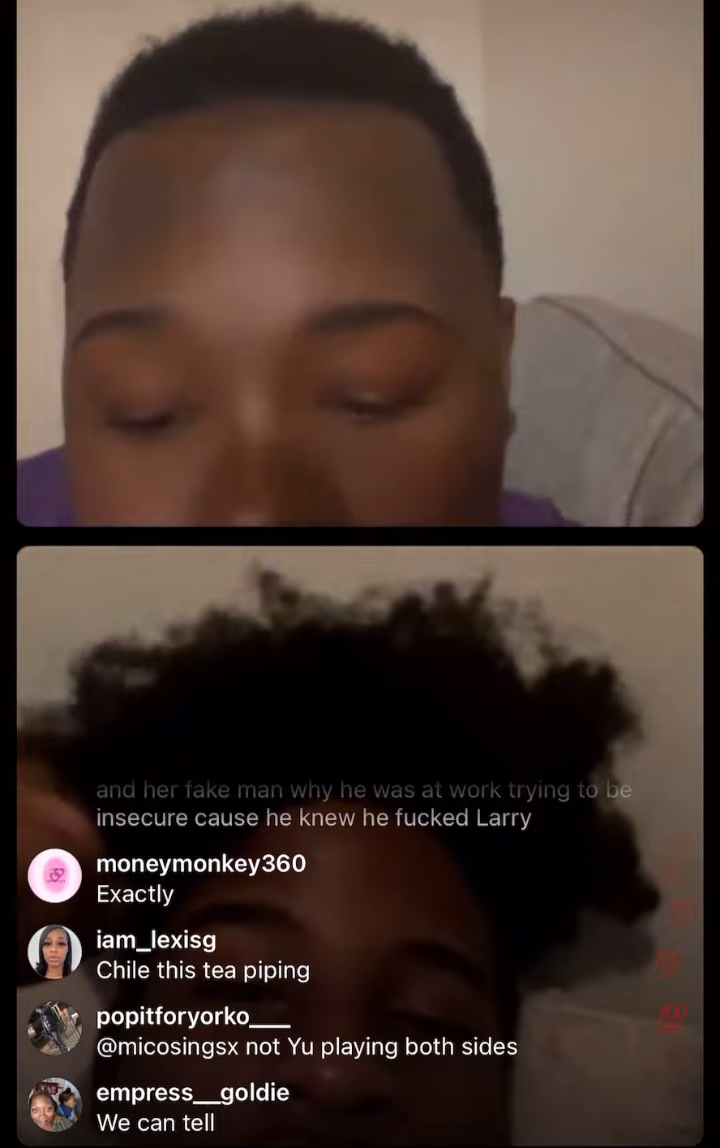 and her fake man why he was at work trying to be
insecure cause he knew he fucked Larry
moneymonkey360
Exactly
iam_lexisg
Chile this tea piping
popitforyorko___
@micosingsx not Yu playing both sides
empress__goldie
We can tell
💯
💯
💯